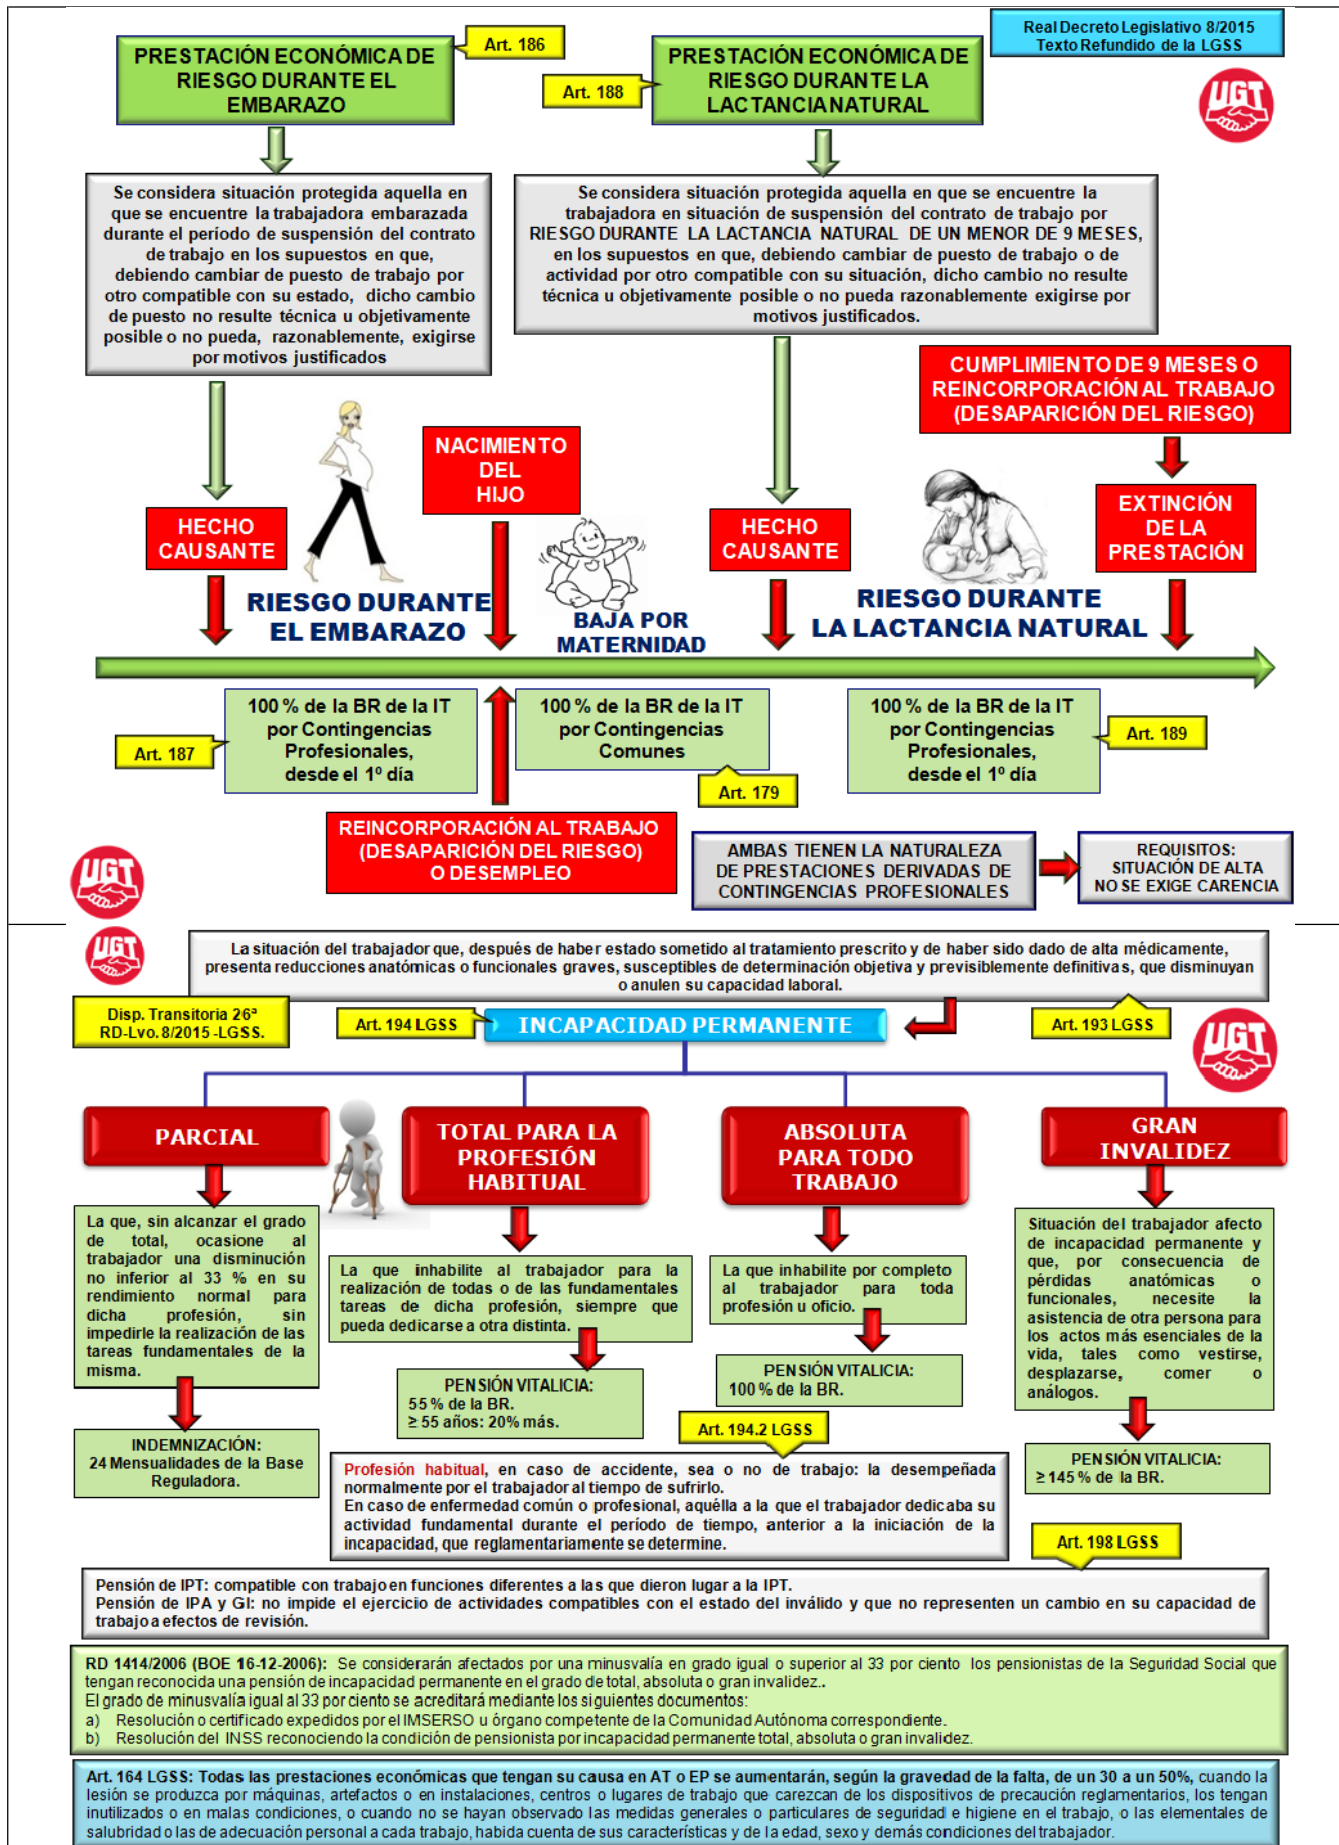 Real Decreto Legislativo 8/2015
Texto Refundido de la LGSS
UGT
PRESTACIÓN ECONÓMICA DE
RIESGO DURANTE EL
EMBARAZO
Art. 186
PRESTACIÓN ECONÓMICA DE
RIESGO DURANTE LA
LACTANCIA NATURAL
Art. 188
Se considera situación protegida aquella en
que se encuentre la trabajadora embarazada
durante el período de suspensión del contrato
de trabajo en los supuestos en que,
debiendo cambiar de puesto de trabajo por
otro compatible con su estado, dicho cambio
de puesto no resulte técnica u objetivamente
posible o no pueda, razonablemente, exigirse
por motivos justificados
Se considera situación protegida aquella en que se encuentre la
trabajadora en situación de suspensión del contrato de trabajo por
RIESGO DURANTE LA LACTANCIA NATURAL DE UN MENOR DE 9 MESES,
en los supuestos en que, debiendo cambiar de puesto de trabajo o de
actividad por otro compatible con su situación, dicho cambio no resulte
técnica u objetivamente posible o no pueda razonablemente exigirse por
motivos justificados.
CUMPLIMIENTO DE 9 MESES O
REINCORPORACIÓN AL TRABAJO
(DESAPARICIÓN DEL RIESGO)
NACIMIENTO
DEL
HIJO
HECHO
CAUSANTE
HECHO
CAUSANTE
EXTINCIÓN
DE LA
PRESTACIÓN
RIESGO DURANTE
EL EMBARAZO
BAJA POR
MATERNIDAD
RIESGO DURANTE
LA LACTANCIA NATURAL
100 % de la BR de la IT
por Contingencias
Profesionales,
desde el 1º día
Art. 187
100 % de la BR de la IT
por Contingencias
Comunes
Art. 179
100 % de la BR de la IT
por Contingencias
Profesionales,
desde el 1º día
Art. 189
REINCORPORACIÓN AL TRABAJO
(DESAPARICIÓN DEL RIESGO)
O DESEMPLEO
AMBAS TIENEN LA NATURALEZA
DE PRESTACIONES DERIVADAS DE
CONTINGENCIAS PROFESIONALES
REQUISITOS:
SITUACIÓN DE ALTA
NO SE EXIGE CARENCIA
UGT
UGT
La situación del trabajador que, después de haber estado sometido al tratamiento prescrito y de haber sido dado de alta médicamente,
presenta reducciones anatómicas o funcionales graves, susceptibles de determinación objetiva y previsiblemente definitivas, que disminuyan
o anulen su capacidad laboral.
Disp. Transitoria 26ª
RD-Lvo. 8/2015 -LGSS.
Art. 194 LGSS
INCAPACIDAD PERMANENTE
Art. 193 LGSS
UGT
PARCIAL
TOTAL PARA LA
PROFESIÓN
HABITUAL
ABSOLUTA
PARA TODO
TRABAJO
GRAN
INVALIDEZ
La que, sin alcanzar el grado
de total, ocasione al
trabajador una disminución
no inferior al 33 % en su
rendimiento normal para
dicha profesión, sin
impedirle la realización de las
tareas fundamentales de la
misma.
La que inhabilite al trabajador para la
realización de todas o de las fundamentales
tareas de dicha profesión, siempre que
pueda dedicarse a otra distinta.
La que inhabilite por completo
al trabajador para toda
profesión u oficio.
Situación del trabajador afecto
de incapacidad permanente y
que, por consecuencia de
pérdidas anatómicas o
funcionales, necesite la
asistencia de otra persona para
los actos más esenciales de la
vida, tales como vestirse,
desplazarse, comer o
análogos.
INDEMNIZACIÓN:
24 Mensualidades de la Base
Reguladora.
PENSIÓN VITALICIA:
55 % de la BR.
≥ 55 años: 20% más.
PENSIÓN VITALICIA:
100 % de la BR.
PENSIÓN VITALICIA:
≥ 145 % de la BR.
Art. 194.2 LGSS
Profesión habitual, en caso de accidente, sea o no de trabajo: la desempeñada
normalmente por el trabajador al tiempo de sufrirlo.
En caso de enfermedad común o profesional, aquélla a la que el trabajador dedicaba su
actividad fundamental durante el período de tiempo, anterior a la iniciación de la
incapacidad, que reglamentariamente se determine.
Art. 198 LGSS
Pensión de IPT: compatible con trabajo en funciones diferentes a las que dieron lugar a la IPT.
Pensión de IPA y GI: no impide el ejercicio de actividades compatibles con el estado del inválido y que no representen un cambio en su capacidad de
trabajo a efectos de revisión.
RD 1414/2006 (BOE 16-12-2006): Se considerarán afectados por una minusvalía en grado igual o superior al 33 por ciento los pensionistas de la Seguridad Social que
tengan reconocida una pensión de incapacidad permanente en el grado de total, absoluta o gran invalidez..
El grado de minusvalía igual al 33 por ciento se acreditará mediante los siguientes documentos:
a) Resolución o certificado expedidos por el IMSERSO u órgano competente de la Comunidad Autónoma correspondiente.
b) Resolución del INSS reconociendo la condición de pensionista por incapacidad permanente total, absoluta o gran invalidez.
Art. 164 LGSS: Todas las prestaciones económicas que tengan su causa en AT o EP se aumentarán, según la gravedad de la falta, de un 30 a un 50%, cuando la
lesión se produzca por máquinas, artefactos o en instalaciones, centros o lugares de trabajo que carezcan de los dispositivos de precaución reglamentarios, los tengan
inutilizados o en malas condiciones, o cuando no se hayan observado las medidas generales o particulares de seguridad e higiene en el trabajo, o las elementales de
salubridad o las de adecuación personal a cada trabajo, habida cuenta de sus características y de la edad, sexo y demás condiciones del trabajador.